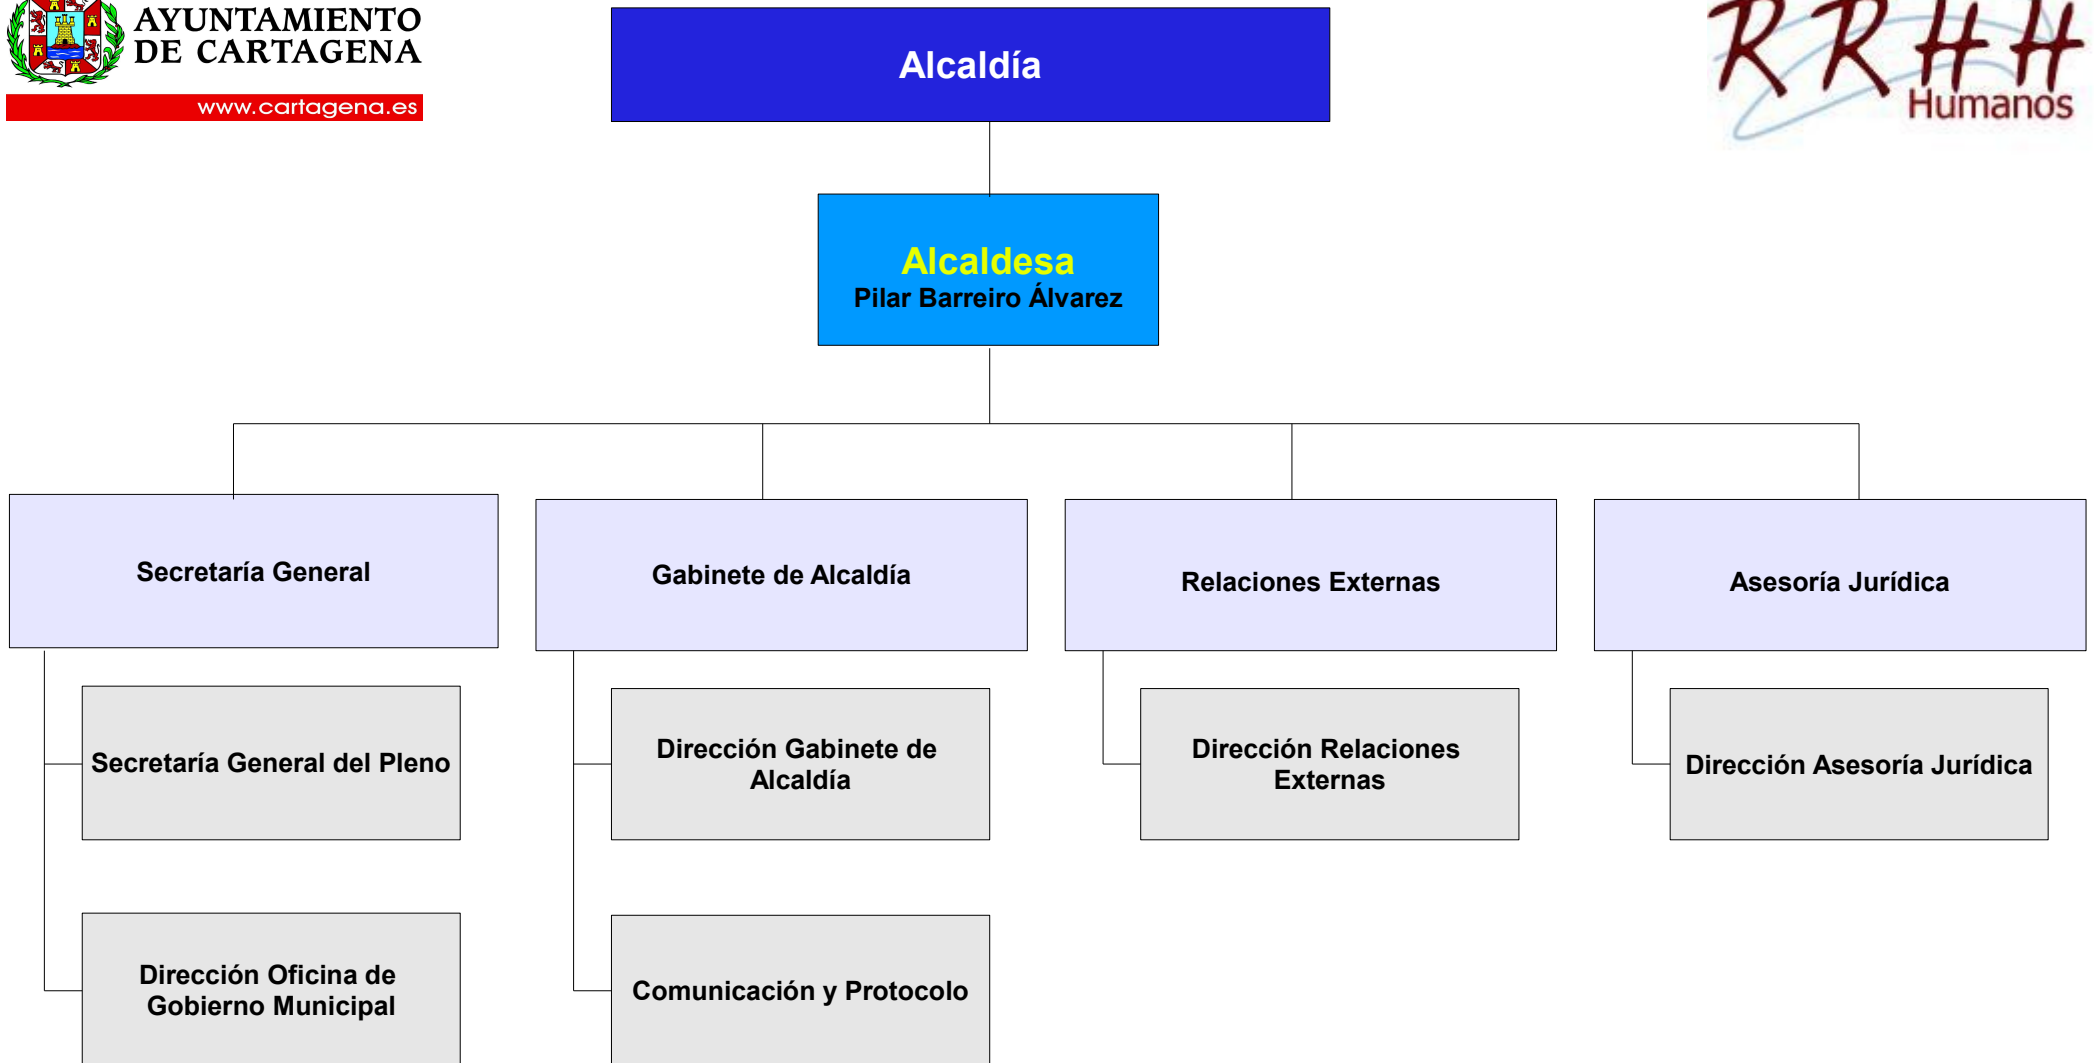 AYUNTAMIENTO
DE CARTAGENA
www.cartagena.es
Alcaldía
RRHH
Humanos
Alcaldesa
Pilar Barreiro Álvarez
Secretaría General
Gabinete de Alcaldía
Relaciones Externas
Asesoría Jurídica
Secretaría General del Pleno
Dirección Gabinete de
Alcaldía
Dirección Relaciones
Externas
Dirección Asesoría Jurídica
Dirección Oficina de
Gobierno Municipal
Comunicación y Protocolo